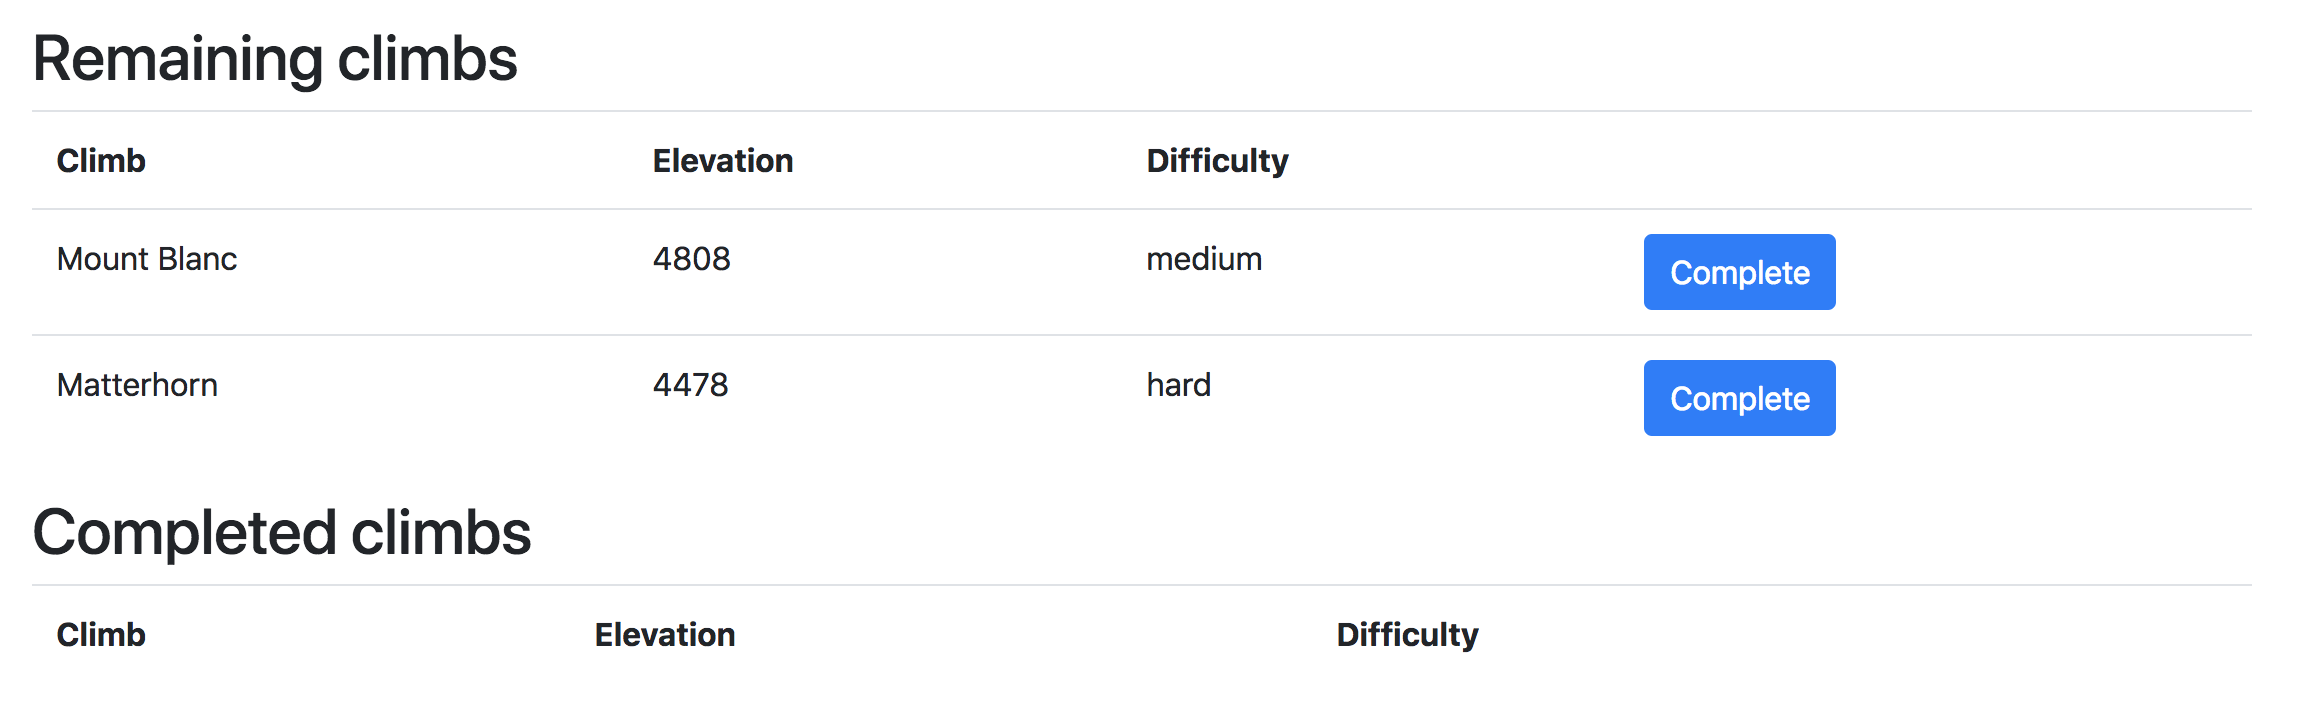 Remaining climbs
Climb Elevation Difficulty
Mount Blanc 4808 medium Complete
Matterhorn 4478 hard Complete
Completed climbs
Climb Elevation Difficulty